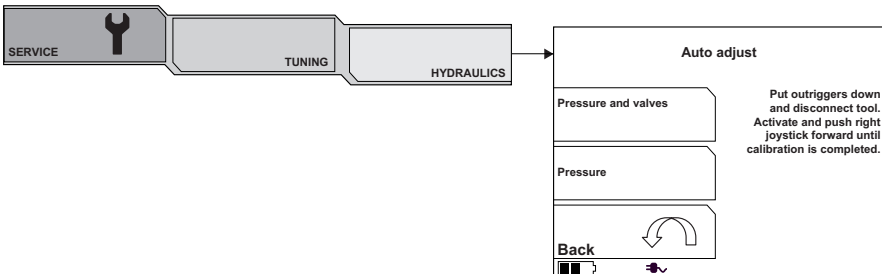 SERVICE
TUNING
HYDRAULICS
Auto adjust
Pressure and valves
Put outriggers down
and disconnect tool.
Activate and push right
joystick forward until
calibration is completed.
Pressure
Back